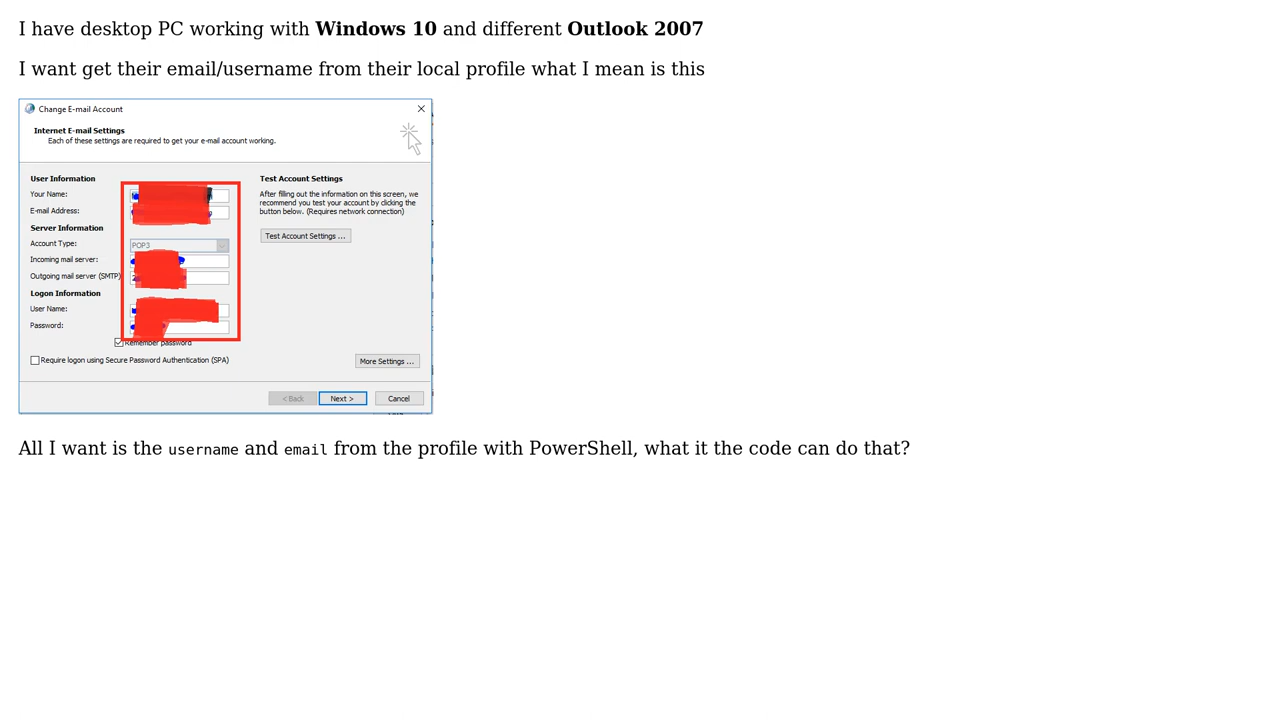 I have desktop PC working with Windows 10 and different Outlook 2007
I want get their email/username from their local profile what I mean is this
Change E-mail Account
Internet E-mail Settings
Each of these settings are required to get your e-mail account working.
User Information
Your Name:
E-mail Address:
Server Information
Account Type:
POP3
Incoming mail server:
Outgoing mail server (SMTP)
Logon Information
User Name:
Password:
Remember password
Require logon using Secure Password Authentication (SPA)
Test Account Settings
After filling out the information on this screen, we
recommend you test your account by clicking the
button below. (Requires network connection)
Test Account Settings ...
More Settings ...
< Back
Next >
Cancel
All I want is the username and email from the profile with PowerShell, what it the code can do that?